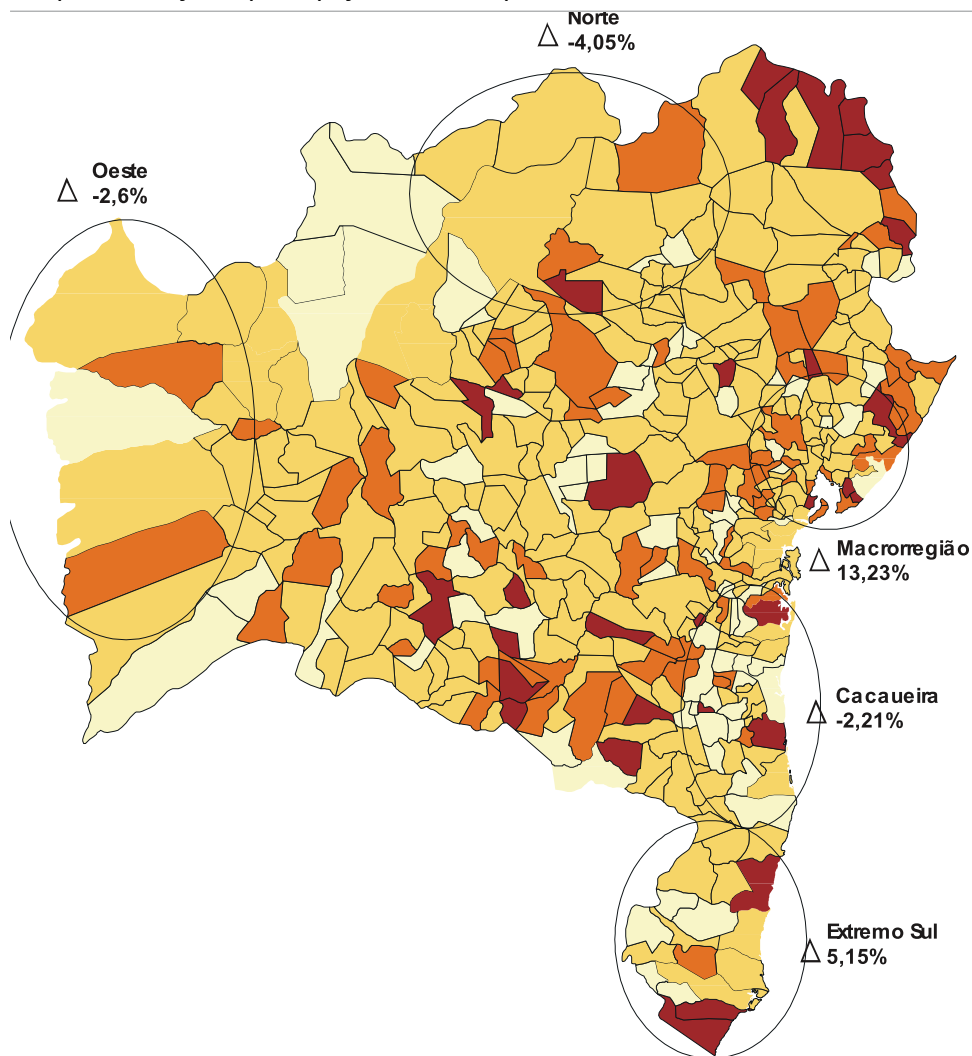 Norte
△ -4,05%
Oeste
△ -2,6%
Macrorregião
△ 13,23%
Cacaueira
△ -2,21%
Extremo Sul
△ 5,15%